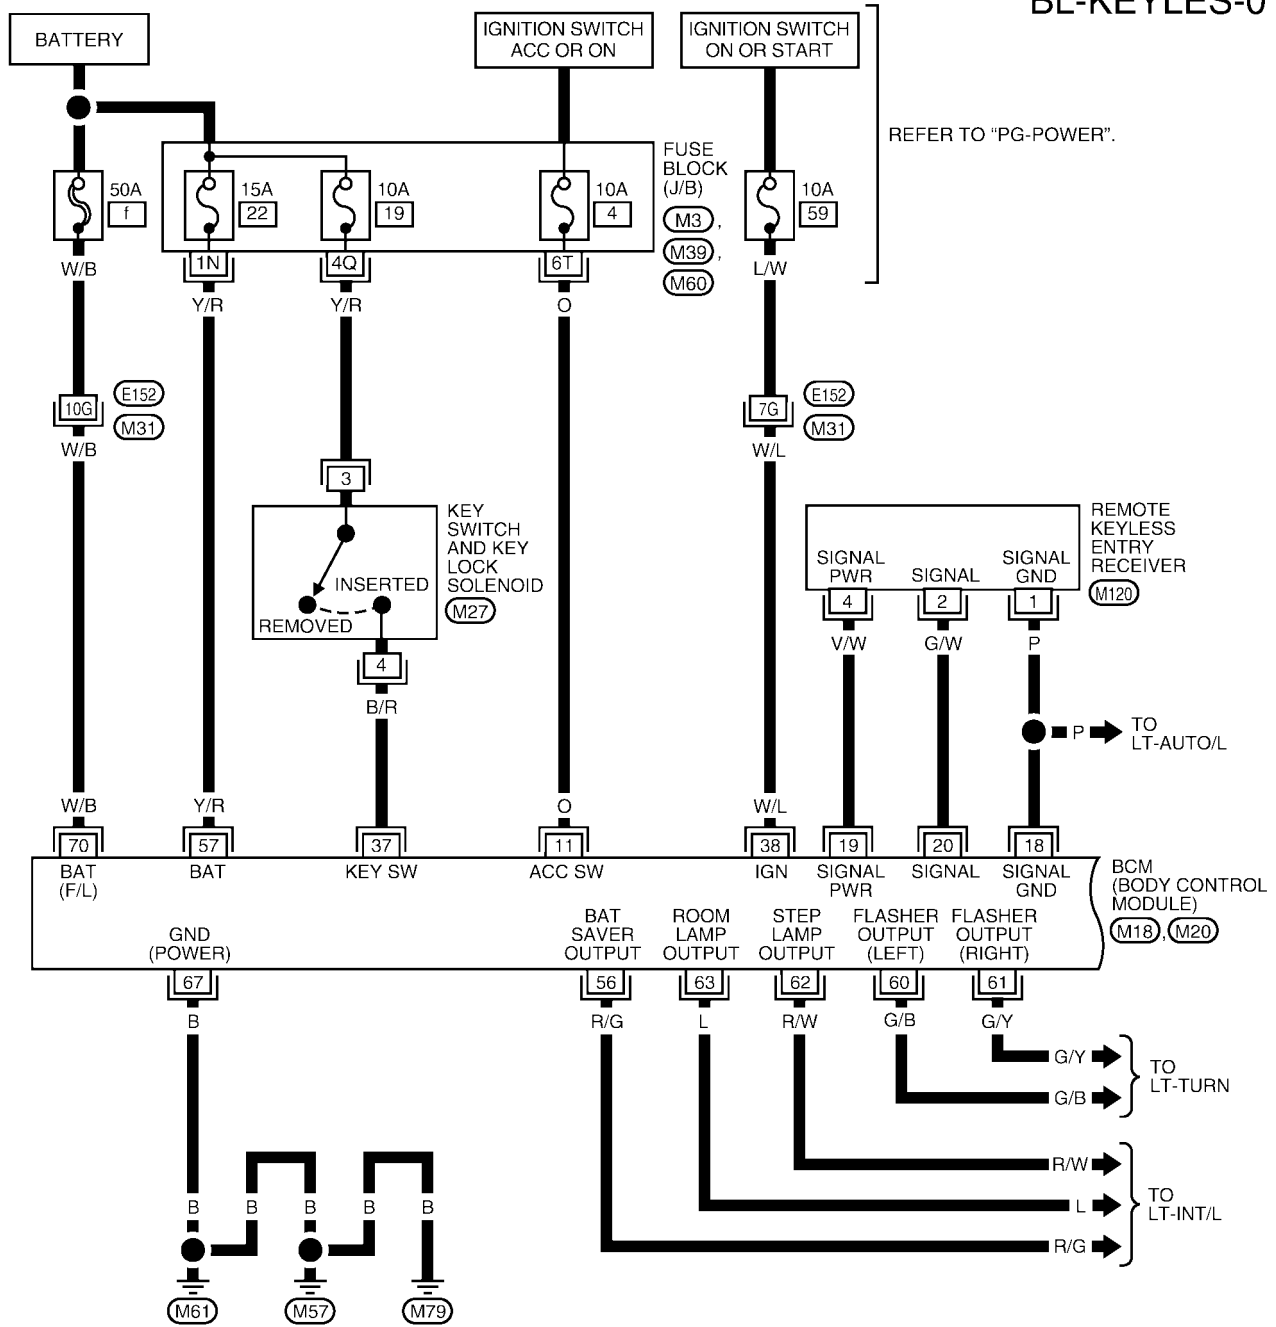 BL-KEYLES-0
BATTERY
IGNITION SWITCH
ACC OR ON
IGNITION SWITCH
ON OR START
REFER TO “PG-POWER”.
50A
f
15A
22
10A
19
10A
4
FUSE
BLOCK
(J/B)
M3 ,
M39 ,
M60
10A
59
W/B
1N
4Q
6T
L/W
Y/R
Y/R
O
10G
E152
M31
7G
E152
M31
W/B
W/L
3
KEY
SWITCH
AND KEY
LOCK
SOLENOID
M27
INSERTED
REMOVED
4
B/R
REMOTE
KEYLESS
ENTRY
RECEIVER
M120
SIGNAL
PWR
SIGNAL
SIGNAL
GND
4
2
1
V/W
G/W
P
P
TO
LT-AUTO/L
W/B
Y/R
O
W/L
70
57
37
11
38
19
20
18
BAT
(F/L)
BAT
KEY SW
ACC SW
IGN
SIGNAL
PWR
SIGNAL
SIGNAL
GND
BCM
(BODY CONTROL
MODULE)
M18 , M20
GND
(POWER)
BAT
SAVER
OUTPUT
ROOM
LAMP
OUTPUT
STEP
LAMP
OUTPUT
FLASHER
OUTPUT
(LEFT)
FLASHER
OUTPUT
(RIGHT)
67
56
63
62
60
61
B
R/G
L
R/W
G/B
G/Y
G/Y
G/B
TO
LT-TURN
R/W
L
R/G
TO
LT-INT/L
B
B
B
B
B
M61
M57
M79